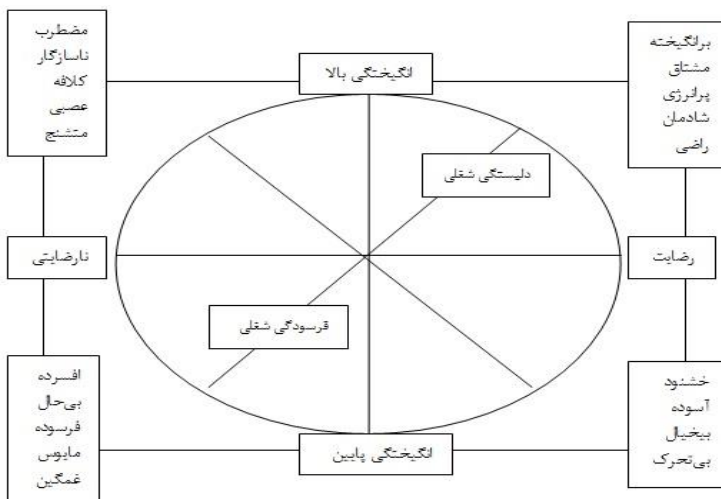 مضطرب
ناسازگار
کلافه
عصبی
متشنج
انگیختگی بالا
برانگیخته
مشتاق
پرانرژی
شادمان
راضی
دلبستگی شغلی
نارضایتی
رضایت
فرسودگی شغلی
افسرده
بی‌حال
فرسوده
مایوس
غمگین
انگیختگی پایین
خشنود
آسوده
بیخیال
بی‌تحرک